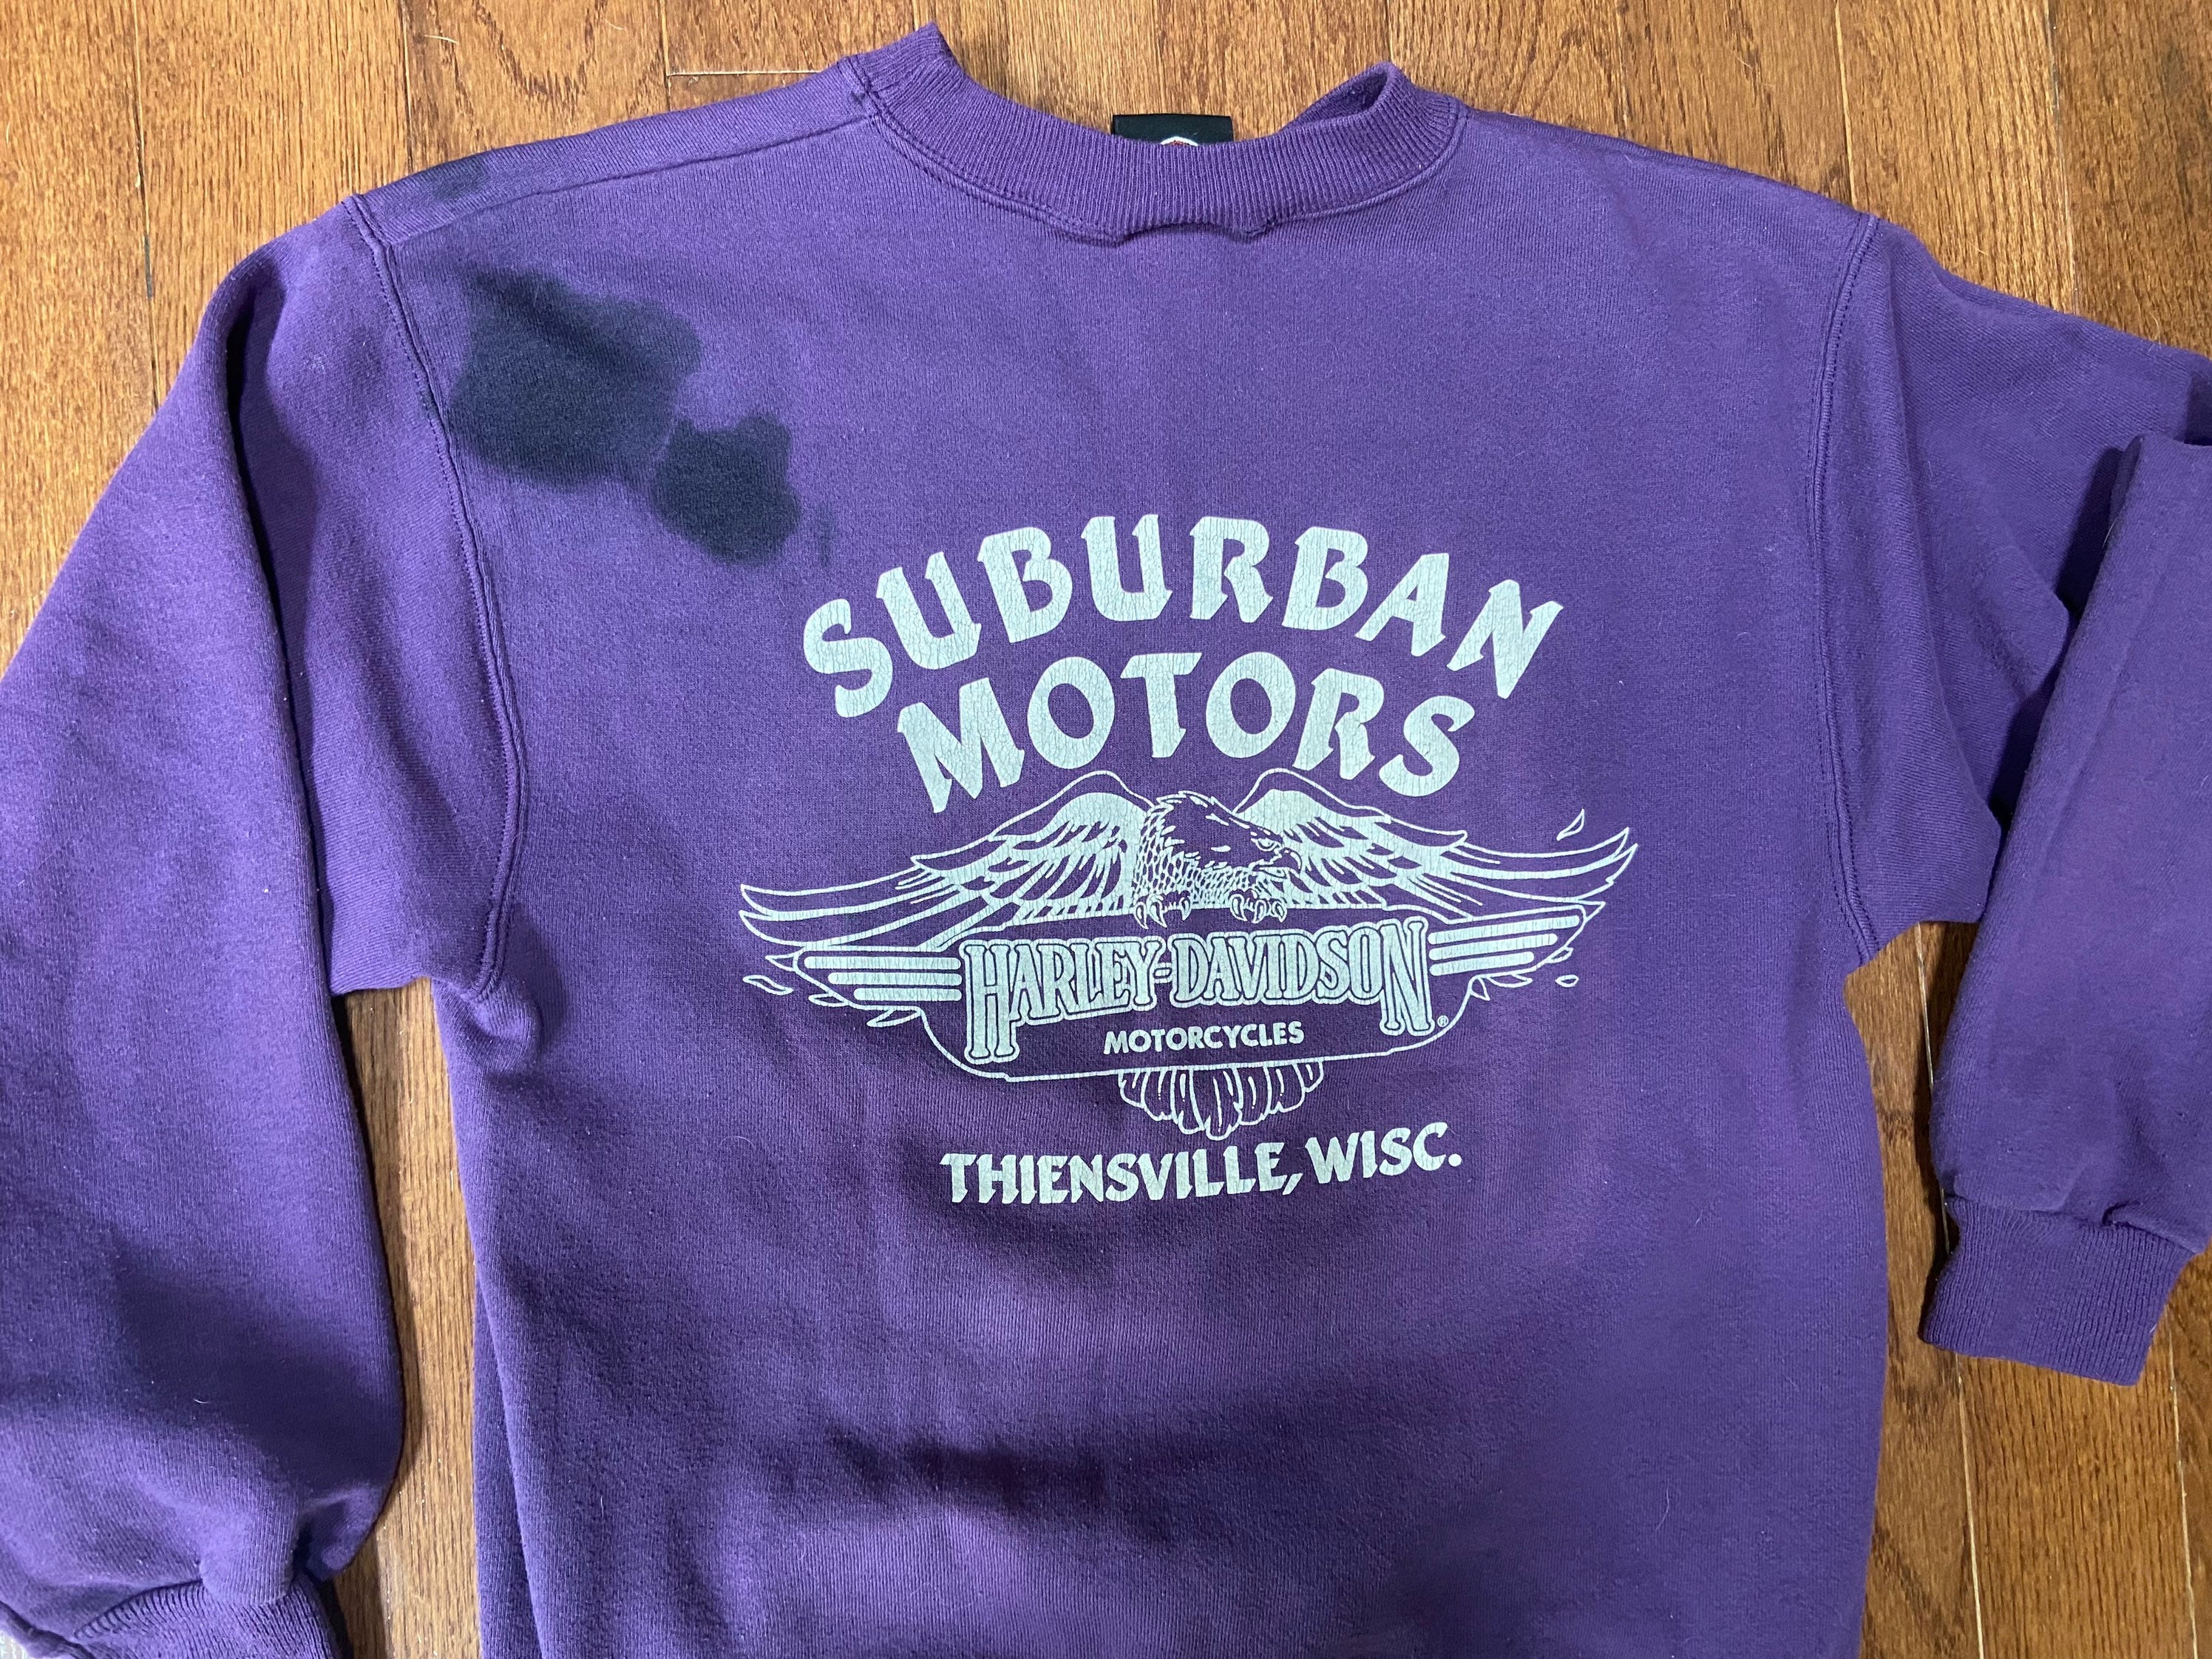 SUBURBAN
MOTORS
HARLEY-DAVIDSON®
MOTORCYCLES
THIENSVILLE, WISC.